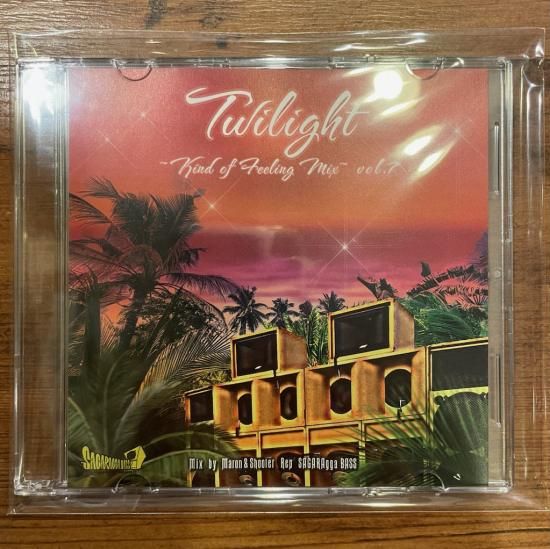 Twilight
~Kind of Feeling Mix~ vol.7
Mix by Maron & Shooter Rep SAGARAgga BASS